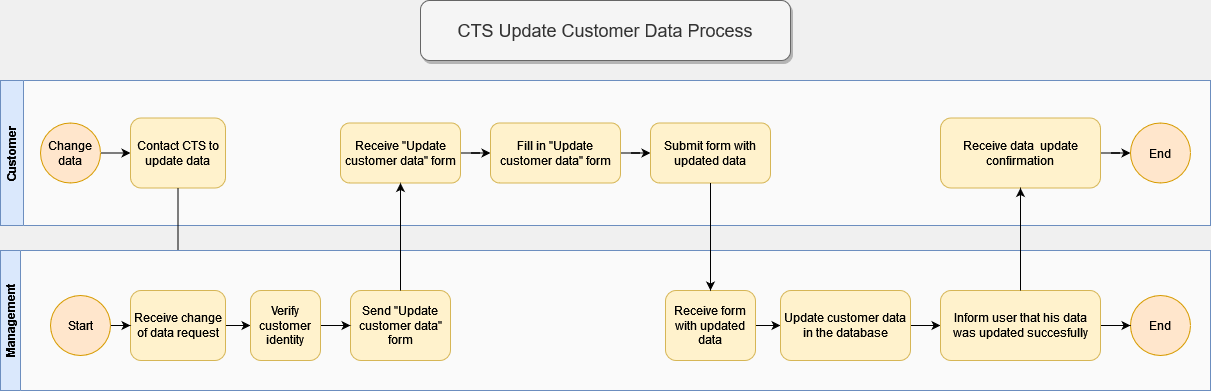 CTS Update Customer Data Process
Customer
Change
data
Contact CTS to
update data
Receive "Update
customer data" form
Fill in "Update
customer data" form
Submit form with
updated data
Receive data update
confirmation
End
Management
Start
Receive change
of data request
Verify
customer
identity
Send "Update
customer data"
form
Receive form
with updated
data
Update customer data
in the database
Inform user that his data
was updated succesfully
End